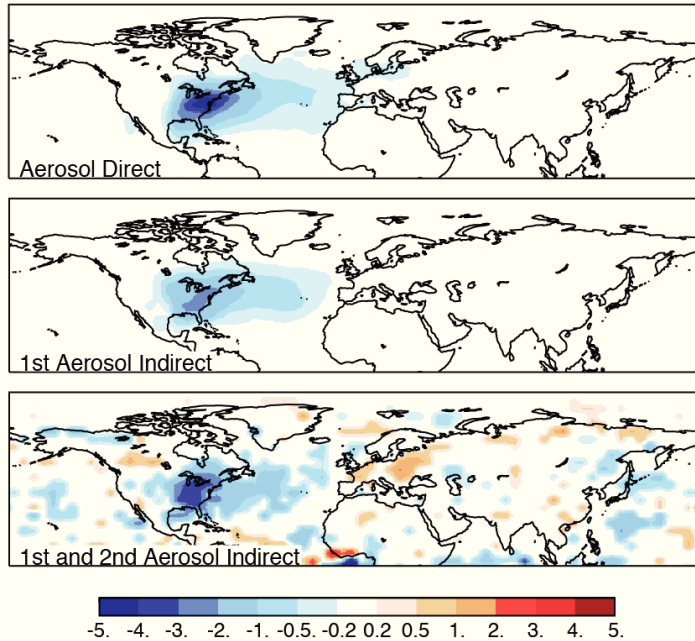 Aerosol Direct
1st Aerosol Indirect
1st and 2nd Aerosol Indirect
-5. -4. -3. -2. -1. -0.5. -0.2 0.2 0.5 1. 2. 3. 4. 5.